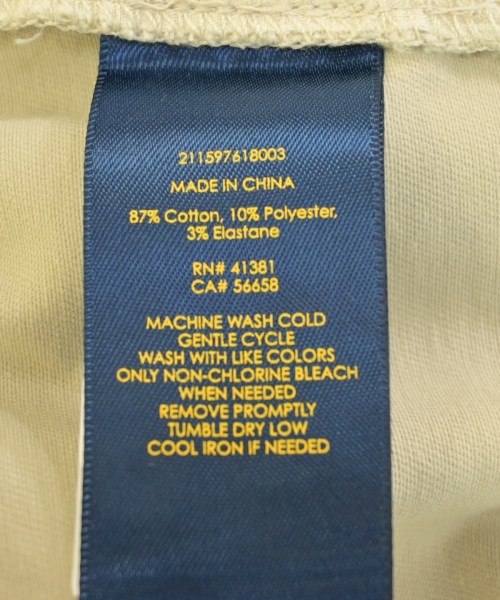 211597618003
MADE IN CHINA
87% Cotton, 10% Polyester,
3% Elastane
RN# 41381
CA# 56658
MACHINE WASH COLD
GENTLE CYCLE
WASH WITH LIKE COLORS
ONLY NON-CHLORINE BLEACH
WHEN NEEDED
REMOVE PROMPTLY
TUMBLE DRY LOW
COOL IRON IF NEEDED